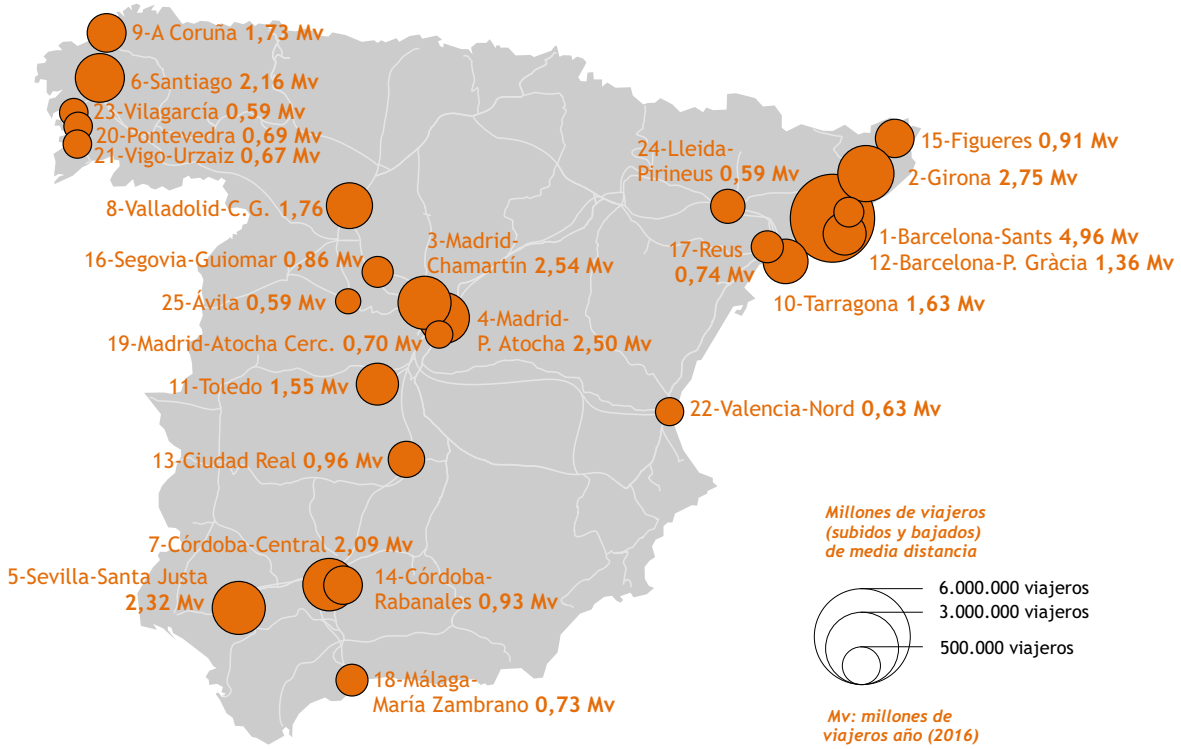 9-A Coruña 1,73 Mv
6-Santiago 2,16 Mv
23-Vilagarcía 0,59 Mv
20-Pontevedra 0,69 Mv
21-Vigo-Urzaiz 0,67 Mv
8-Valladolid-C.G. 1,76
16-Segovia-Guiomar 0,86 Mv
25-Ávila 0,59 Mv
3-Madrid-
Chamartín 2,54 Mv
4-Madrid-
P. Atocha 2,50 Mv
19-Madrid-Atocha Cerc. 0,70 Mv
11-Toledo 1,55 Mv
13-Ciudad Real 0,96 Mv
24-Lleida-
Pirineus 0,59 Mv
15-Figueres 0,91 Mv
2-Girona 2,75 Mv
1-Barcelona-Sants 4,96 Mv
12-Barcelona-P. Gràcia 1,36 Mv
17-Reus
0,74 Mv
10-Tarragona 1,63 Mv
22-Valencia-Nord 0,63 Mv
7-Córdoba-Central 2,09 Mv
5-Sevilla-Santa Justa
2,32 Mv
14-Córdoba-
Rabanales 0,93 Mv
18-Málaga-
María Zambrano 0,73 Mv
Millones de viajeros
(subidos y bajados)
de media distancia
6.000.000 viajeros
3.000.000 viajeros
500.000 viajeros
Mv: millones de
viajeros año (2016)